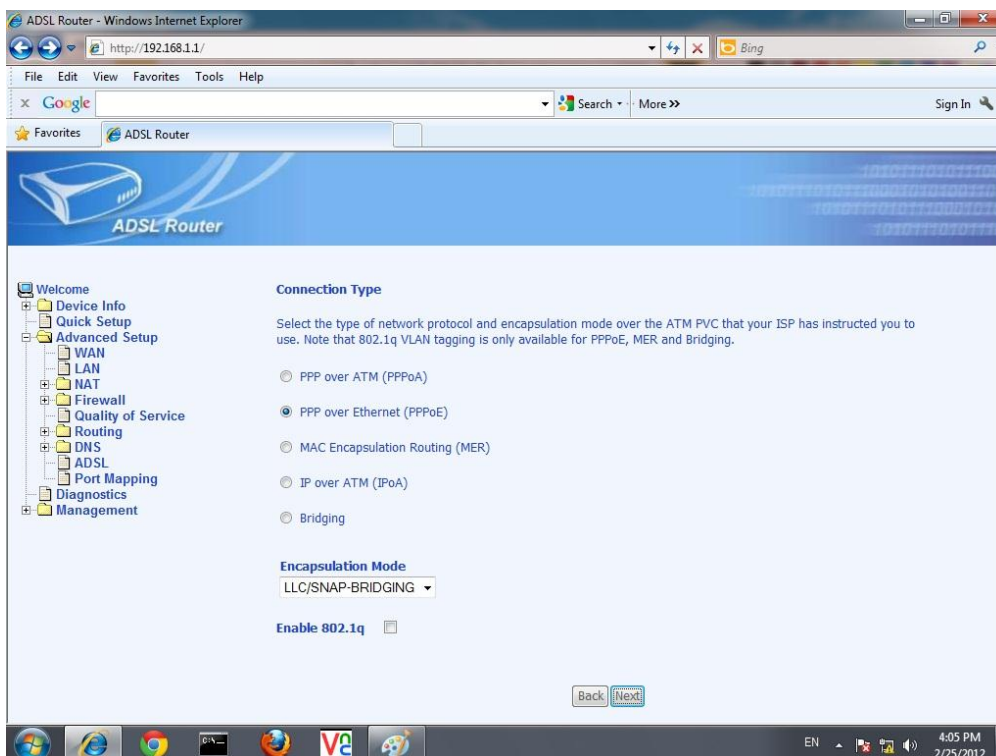 ADSL Router - Windows Internet Explorer
http://192.168.1.1/
Bing
File Edit View Favorites Tools Help
x Google
Search
More >>
Sign In
Favorites
ADSL Router
ADSL Router
Welcome
Device Info
Quick Setup
Advanced Setup
WAN
LAN
NAT
Firewall
Quality of Service
Routing
DNS
ADSL
Port Mapping
Diagnostics
Management
Connection Type
Select the type of network protocol and encapsulation mode over the ATM PVC that your ISP has instructed you to
use. Note that 802.1q VLAN tagging is only available for PPPoE, MER and Bridging.
PPP over ATM (PPPoA)
PPP over Ethernet (PPPoE)
MAC Encapsulation Routing (MER)
IP over ATM (IPoA)
Bridging
Encapsulation Mode
LLC/SNAP-BRIDGING
Enable 802.1q
Back Next
EN
4:05 PM
2/25/2012